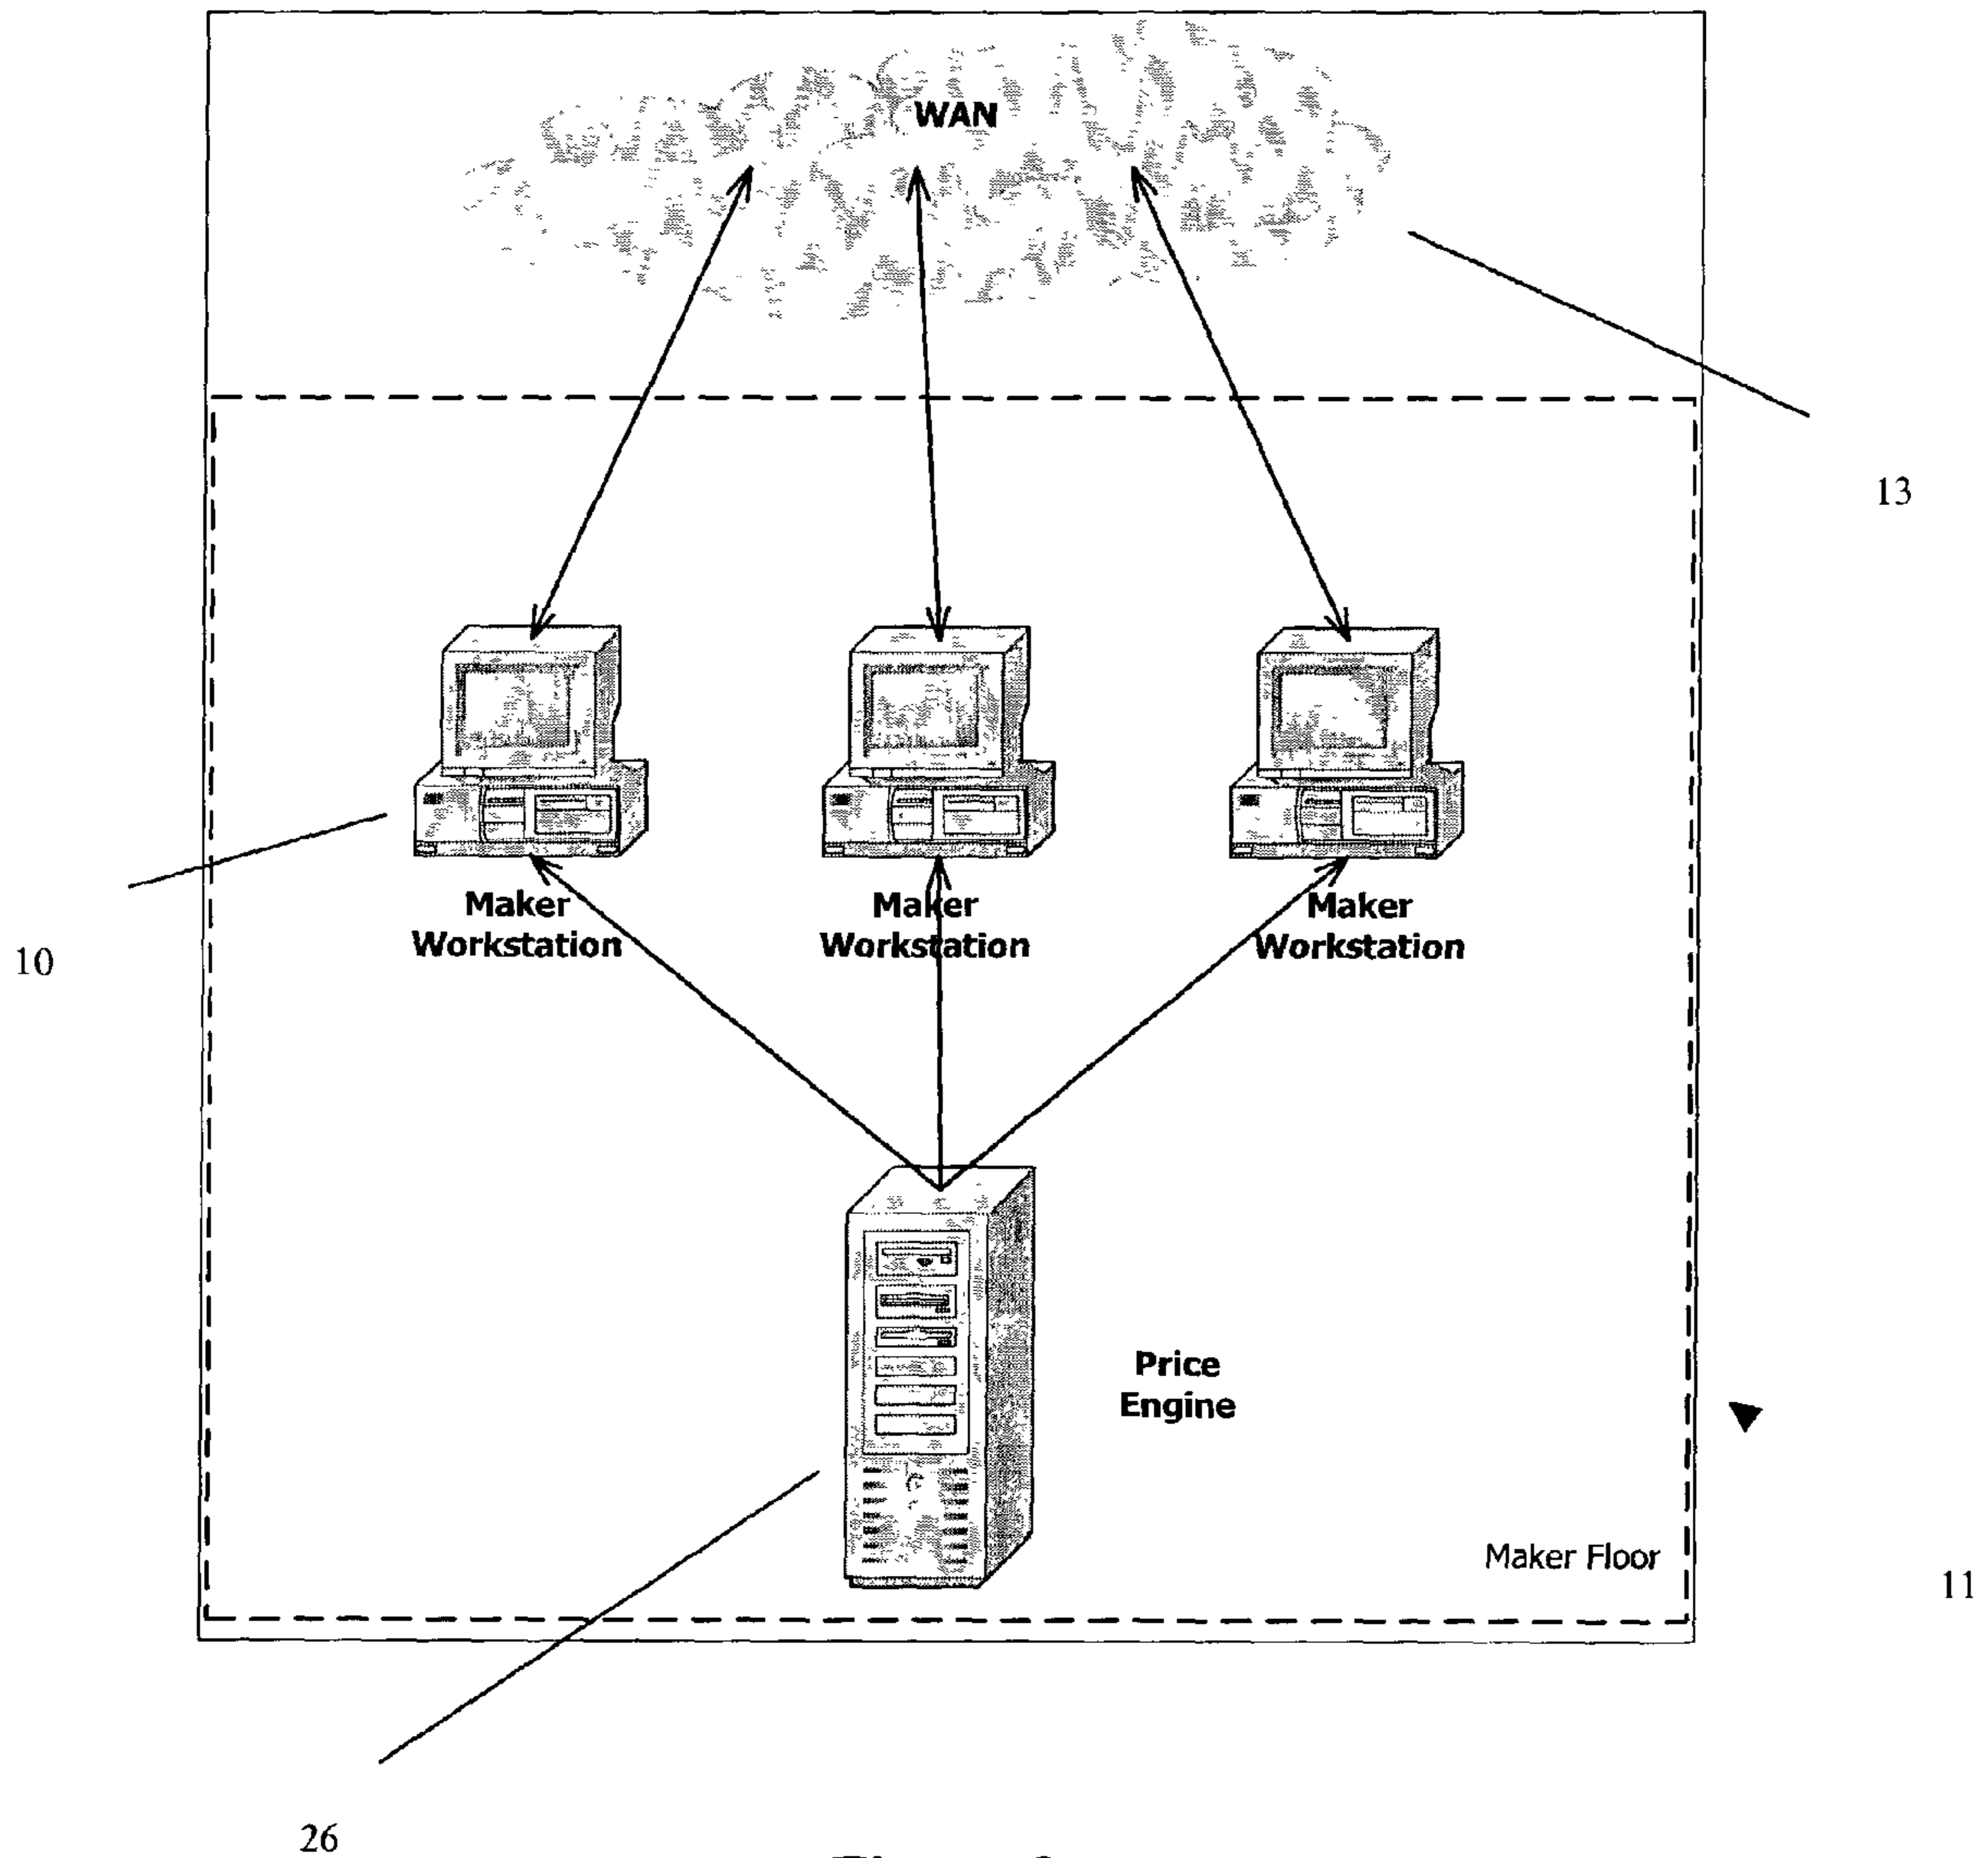 WAN
13
Maker
Workstation
Maker
Workstation
Maker
Workstation
10
Price
Engine
Maker Floor
11
26